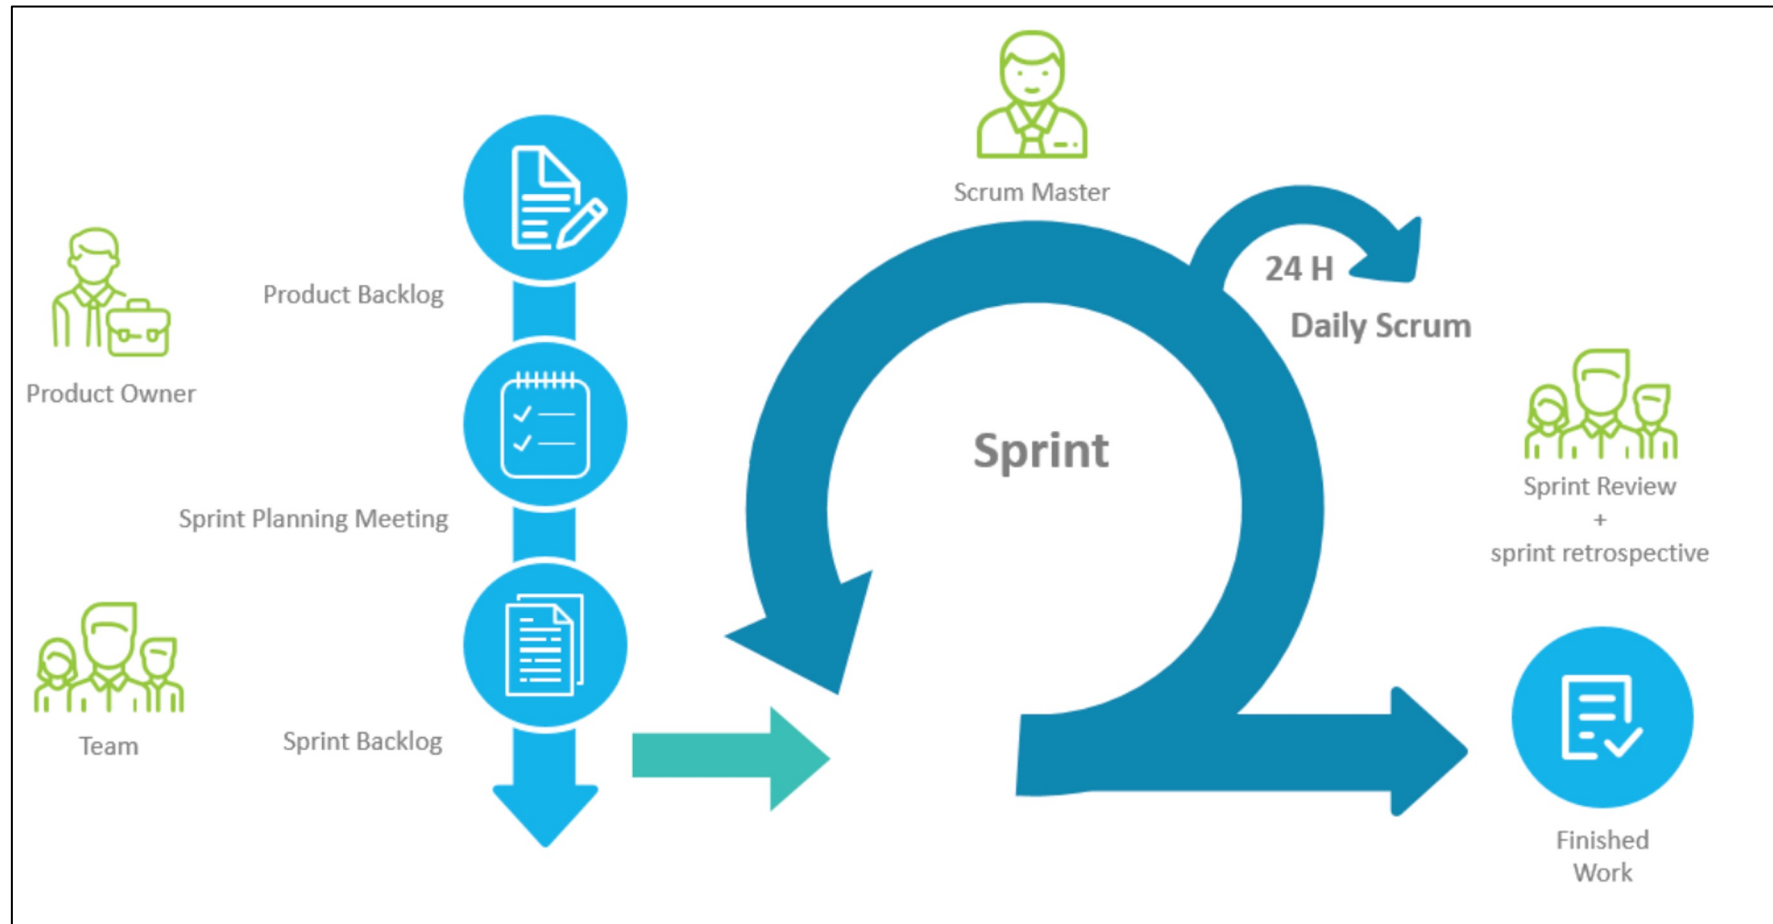 Scrum Master
24 H
Daily Scrum
Product Backlog
Product Owner
Sprint
Sprint Planning Meeting
Sprint Review
+
sprint retrospective
Team
Sprint Backlog
Finished
Work